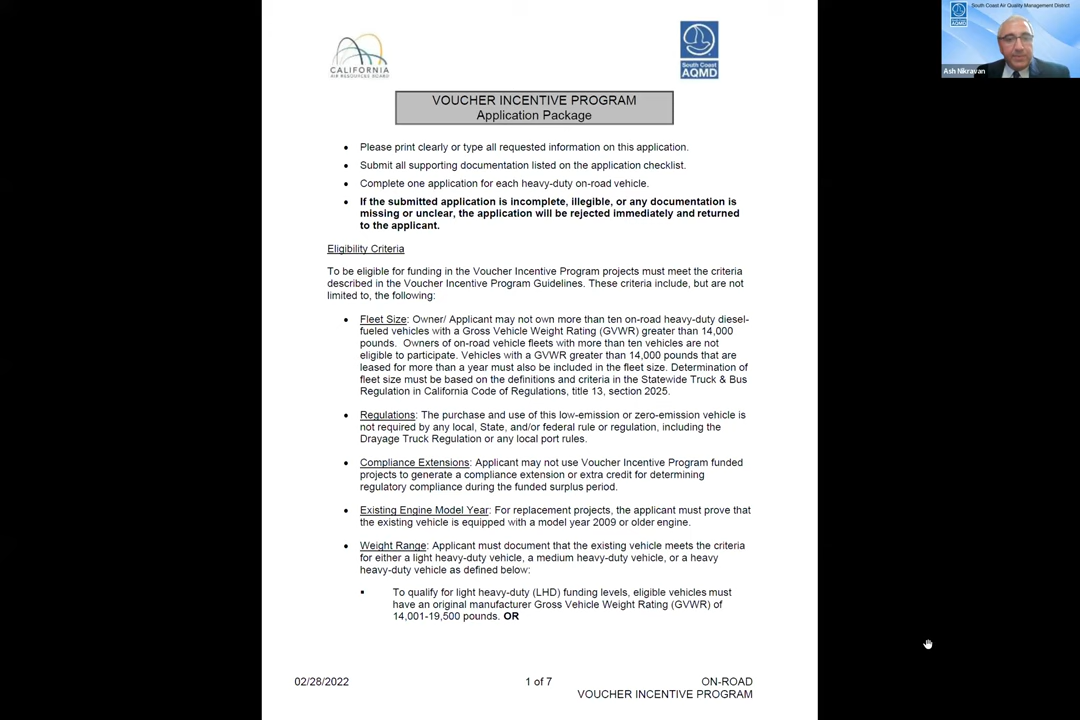 South Coast Air Quality Management District
AQMD
Ash Nikravan
CALIFORNIA
AIR RESOURCES BOARD
South Coast
AQMD
VOUCHER INCENTIVE PROGRAM
Application Package
• Please print clearly or type all requested information on this application.
• Submit all supporting documentation listed on the application checklist.
• Complete one application for each heavy-duty on-road vehicle.
• If the submitted application is incomplete, illegible, or any documentation is
missing or unclear, the application will be rejected immediately and returned
to the applicant.
Eligibility Criteria
To be eligible for funding in the Voucher Incentive Program projects must meet the criteria
described in the Voucher Incentive Program Guidelines. These criteria include, but are not
limited to, the following:
• Fleet Size: Owner/ Applicant may not own more than ten on-road heavy-duty diesel-
fueled vehicles with a Gross Vehicle Weight Rating (GVWR) greater than 14,000
pounds. Owners of on-road vehicle fleets with more than ten vehicles are not
eligible to participate. Vehicles with a GVWR greater than 14,000 pounds that are
leased for more than a year must also be included in the fleet size. Determination of
fleet size must be based on the definitions and criteria in the Statewide Truck & Bus
Regulation in California Code of Regulations, title 13, section 2025.
• Regulations: The purchase and use of this low-emission or zero-emission vehicle is
not required by any local, State, and/or federal rule or regulation, including the
Drayage Truck Regulation or any local port rules.
• Compliance Extensions: Applicant may not use Voucher Incentive Program funded
projects to generate a compliance extension or extra credit for determining
regulatory compliance during the funded surplus period.
• Existing Engine Model Year: For replacement projects, the applicant must prove that
the existing vehicle is equipped with a model year 2009 or older engine.
• Weight Range: Applicant must document that the existing vehicle meets the criteria
for either a light heavy-duty vehicle, a medium heavy-duty vehicle, or a heavy
heavy-duty vehicle as defined below:
▪ To qualify for light heavy-duty (LHD) funding levels, eligible vehicles must
have an original manufacturer Gross Vehicle Weight Rating (GVWR) of
14,001-19,500 pounds. OR
02/28/2022
1 of 7
ON-ROAD
VOUCHER INCENTIVE PROGRAM